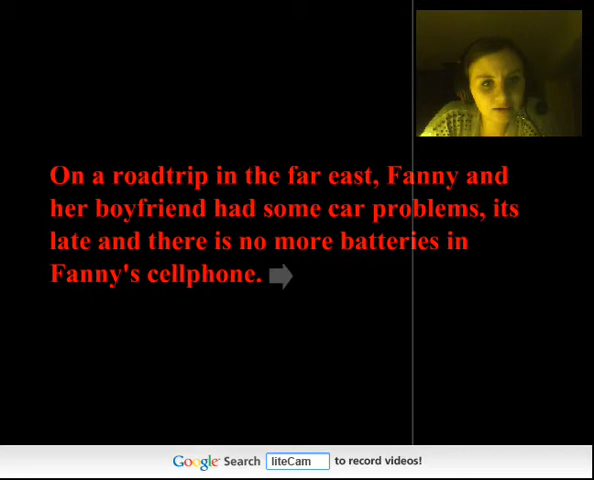 On a roadtrip in the far east, Fanny and
her boyfriend had some car problems, its
late and there is no more batteries in
Fanny's cellphone.
Google Search liteCam to record videos!